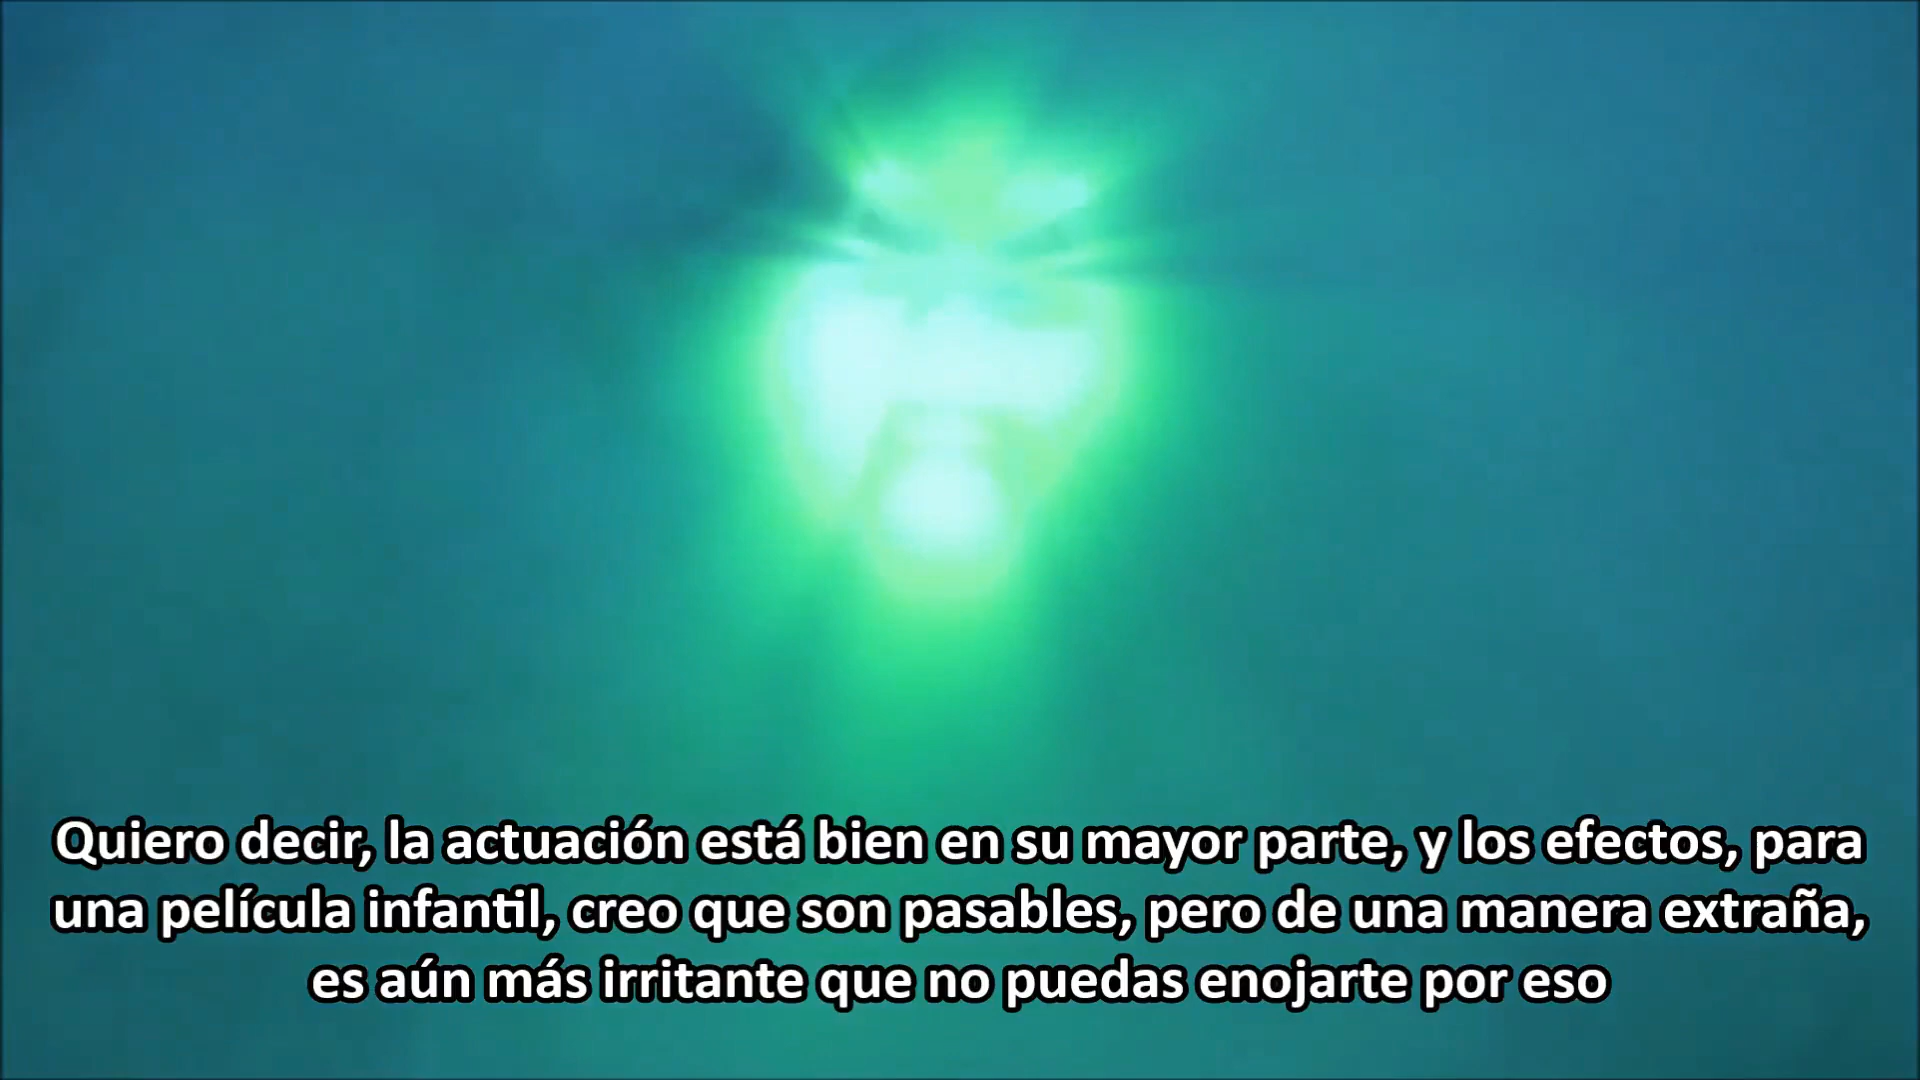 Quiero decir, la actuación está bien en su mayor parte, y los efectos, para
una película infantil, creo que son pasables, pero de una manera extraña,
es aún más irritante que no puedas enojarte por eso